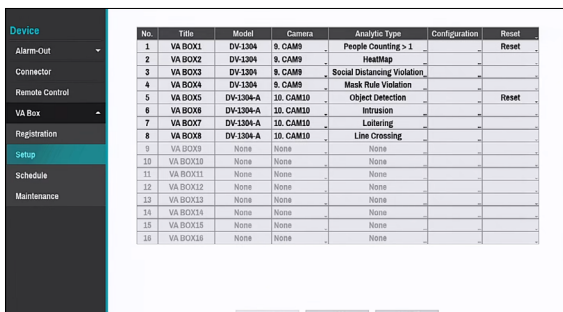 Device
Alarm-Out
Connector
Remote Control
VA Box
Registration
Setup
Schedule
Maintenance
No. Title Model Camera Analytic Type Configuration Reset
1 VA BOX1 DV-1304 9. CAM9 People Counting > 1 ... Reset
2 VA BOX2 DV-1304 9. CAM9 HeatMap ...
3 VA BOX3 DV-1304 9. CAM9 Social Distancing Violation ...
4 VA BOX4 DV-1304 9. CAM9 Mask Rule Violation ...
5 VA BOX5 DV-1304-A 10. CAM10 Object Detection ... Reset
6 VA BOX6 DV-1304-A 10. CAM10 Intrusion ...
7 VA BOX7 DV-1304-A 10. CAM10 Loitering ...
8 VA BOX8 DV-1304-A 10. CAM10 Line Crossing ...
9 VA BOX9 None None None ...
10 VA BOX10 None None None ...
11 VA BOX11 None None None ...
12 VA BOX12 None None None ...
13 VA BOX13 None None None ...
14 VA BOX14 None None None ...
15 VA BOX15 None None None ...
16 VA BOX16 None None None ...